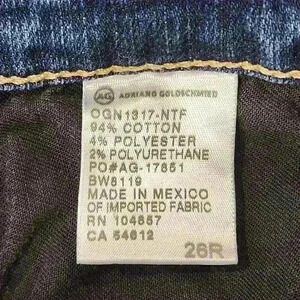 AG ADRIANO GOLDSCHMIED
OGN1317-NTF
94% COTTON
4% POLYESTER
2% POLYURETHANE
PO#AG-17651
BW8119
MADE IN MEXICO
OF IMPORTED FABRIC
RN 104657
CA 54612
26R